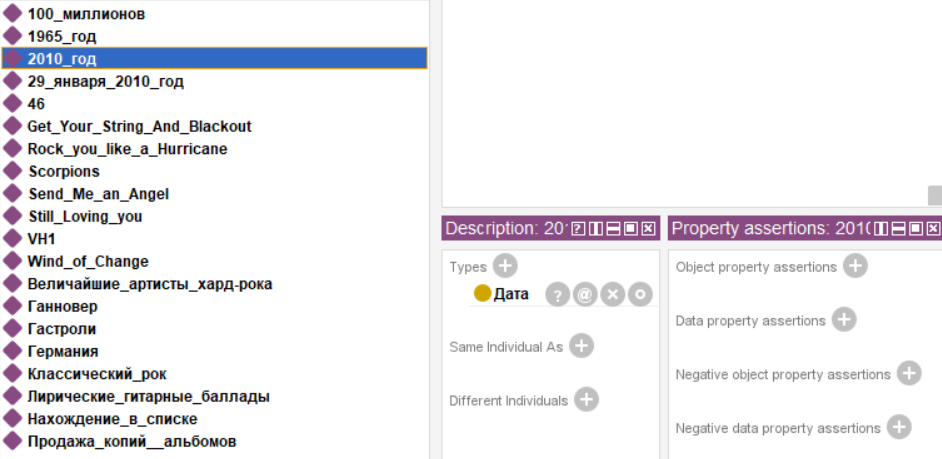 100_миллионов
1965_год
2010_год
29_января_2010_год
46
Get_Your_String_And_Blackout
Rock_you_like_a_Hurricane
Scorpions
Send_Me_an_Angel
Still_Loving_you
VH1
Wind_of_Change
Величайшие_артисты_хард-рока
Ганновер
Гастроли
Германия
Классический_рок
Лирические_гитарные_баллады
Нахождение_в_списке
Продажа_копий__альбомов
Description: 201
Types
Дата
Same Individual As
Different Individuals
Property assertions: 2010
Object property assertions
Data property assertions
Negative object property assertions
Negative data property assertions